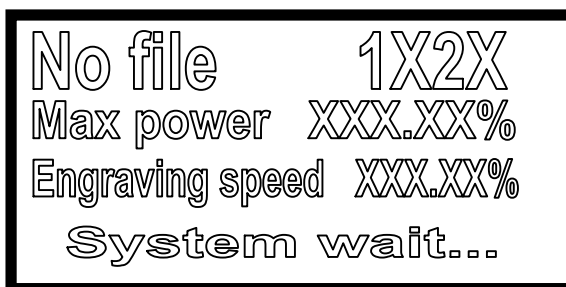 No file 1X2X
Max power XXX.XX%
Engraving speed XXX.XX%
System wait...